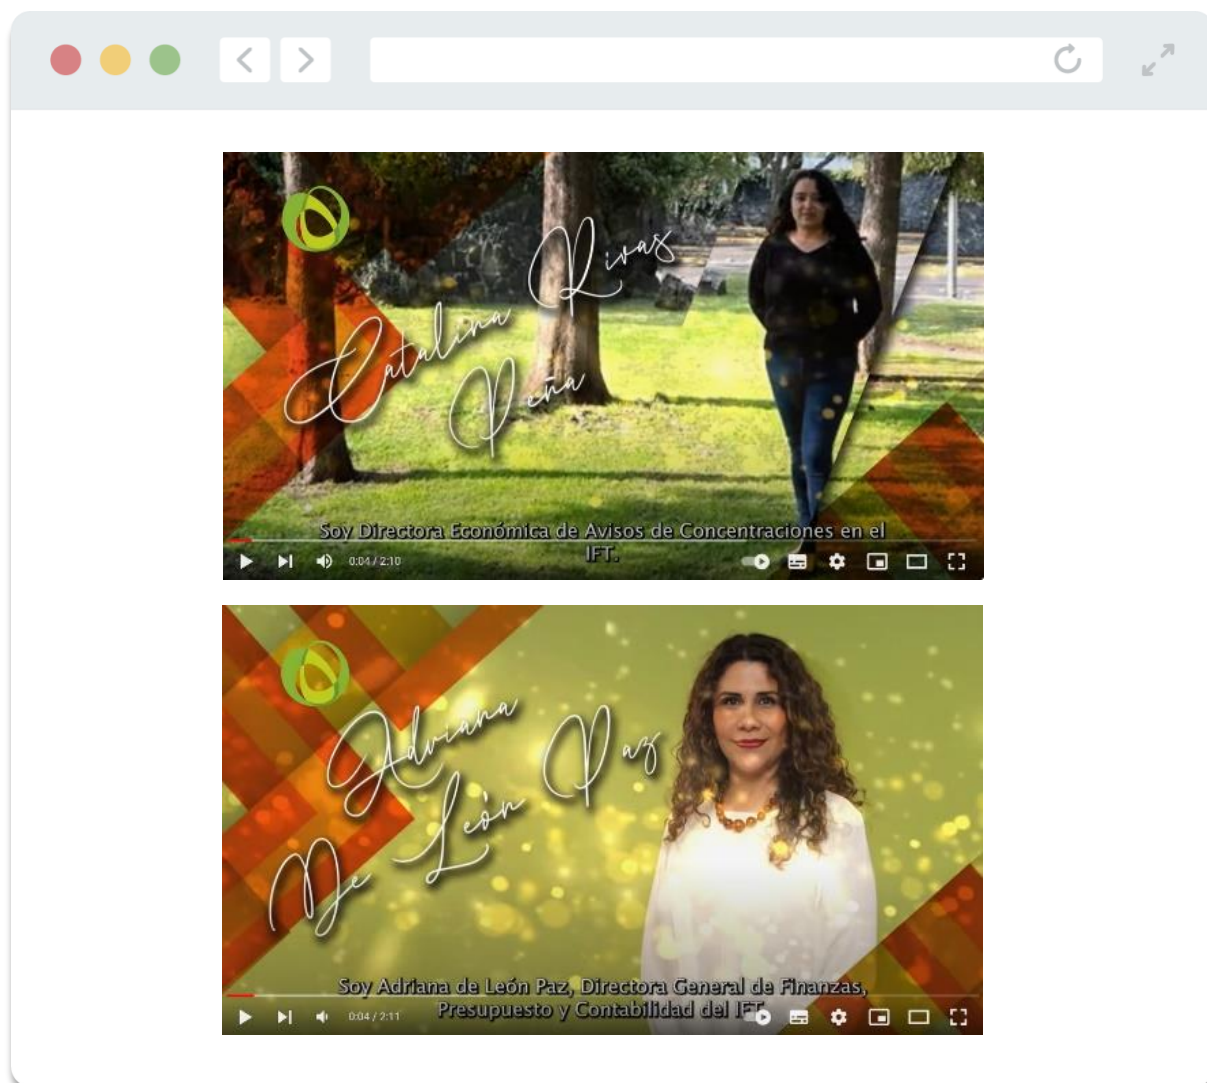 Catalina Rivas
Peña
Soy Directora Económica de Avisos de Concentraciones en el
IFT.
0:04 / 2:10
Adriana
De León Paz
Soy Adriana de León Paz, Directora General de Finanzas,
Presupuesto y Contabilidad del IFT.
0:04 / 2:11